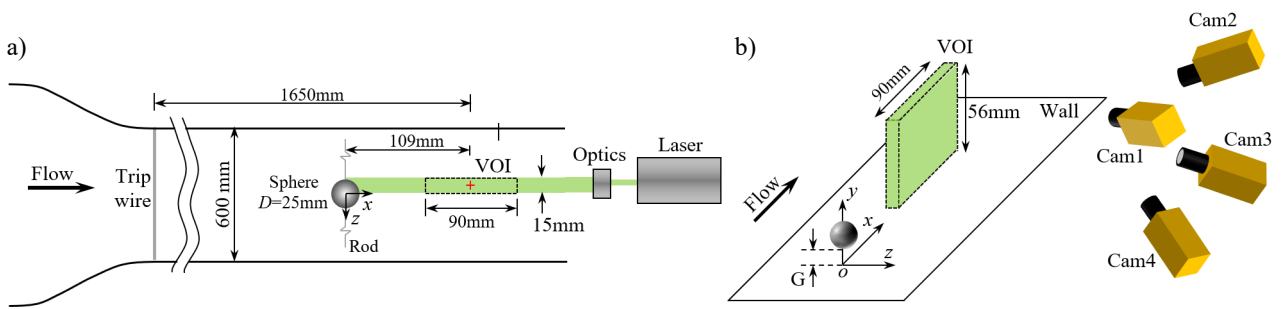 a)
1650mm
109mm
VOI
Optics
Laser
Flow
Trip
wire
600 mm
Sphere
D=25mm
x
z
Rod
90mm
15mm
b)
VOI
90mm
56mm
Wall
Cam2
Cam1
Cam3
Cam4
Flow
y
x
z
o
G